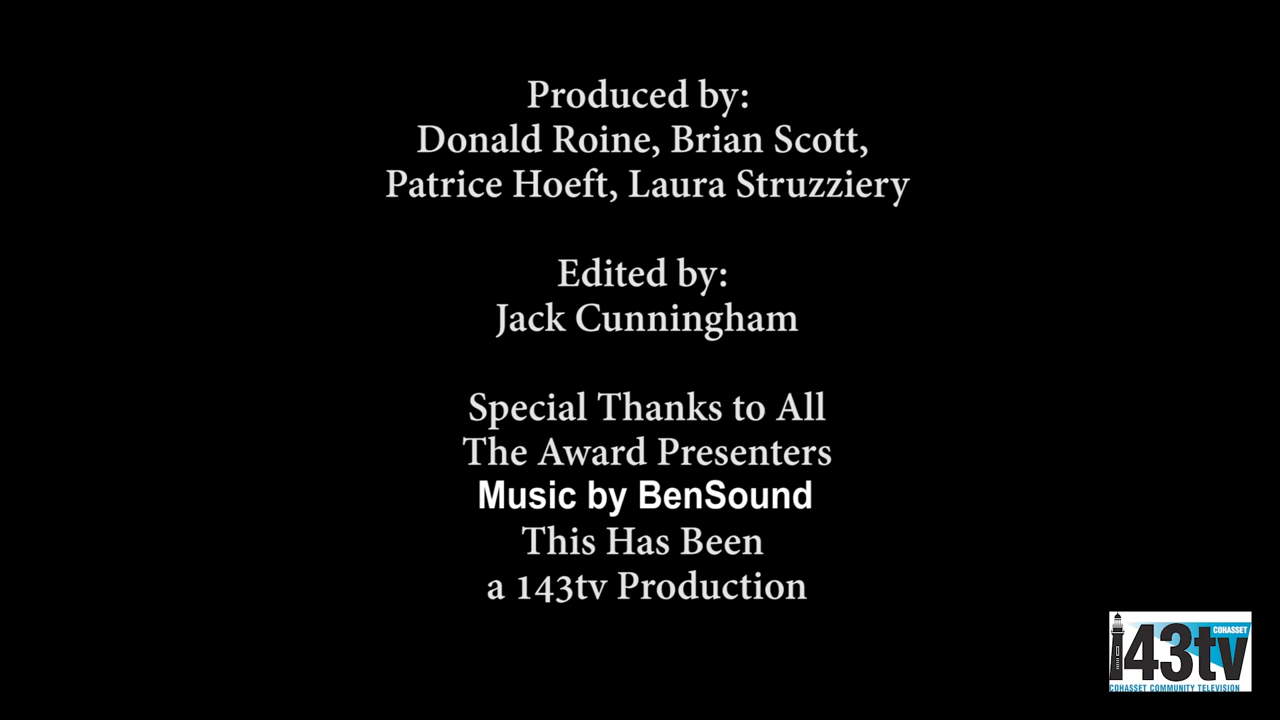 Produced by:
Donald Roine, Brian Scott,
Patrice Hoeft, Laura Struzziery
Edited by:
Jack Cunningham
Special Thanks to All
The Award Presenters
Music by BenSound
This Has Been
a 143tv Production
COHASSET
143tv
COHASSET COMMUNITY TELEVISION